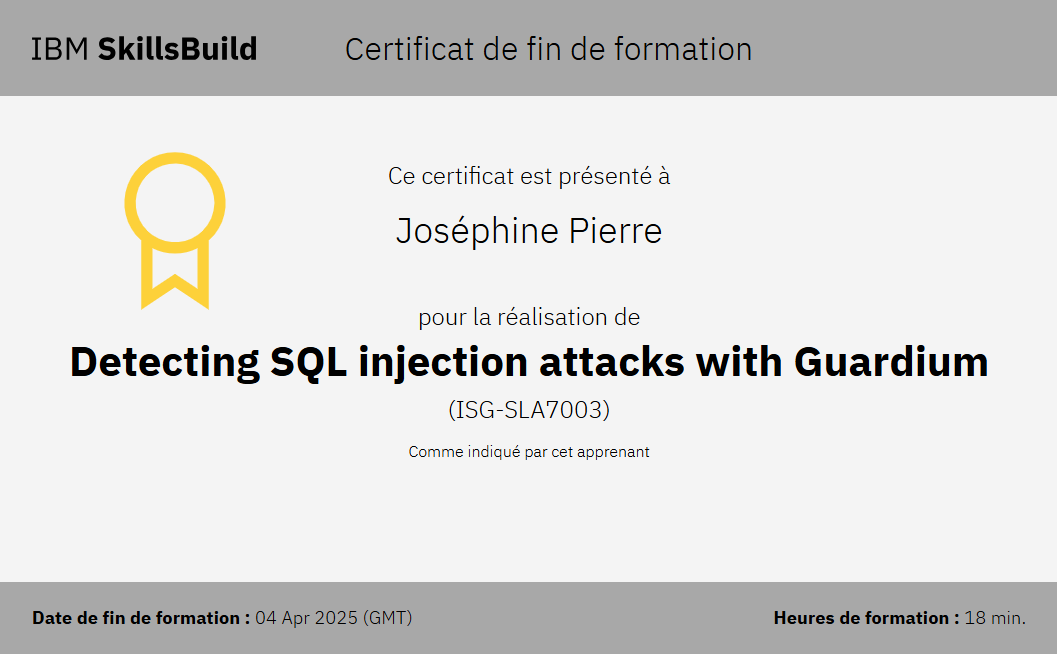 IBM SkillsBuild
Certificat de fin de formation
Ce certificat est présenté à
Joséphine Pierre
pour la réalisation de
Detecting SQL injection attacks with Guardium
(ISG-SLA7003)
Comme indiqué par cet apprenant
Date de fin de formation : 04 Apr 2025 (GMT)
Heures de formation : 18 min.